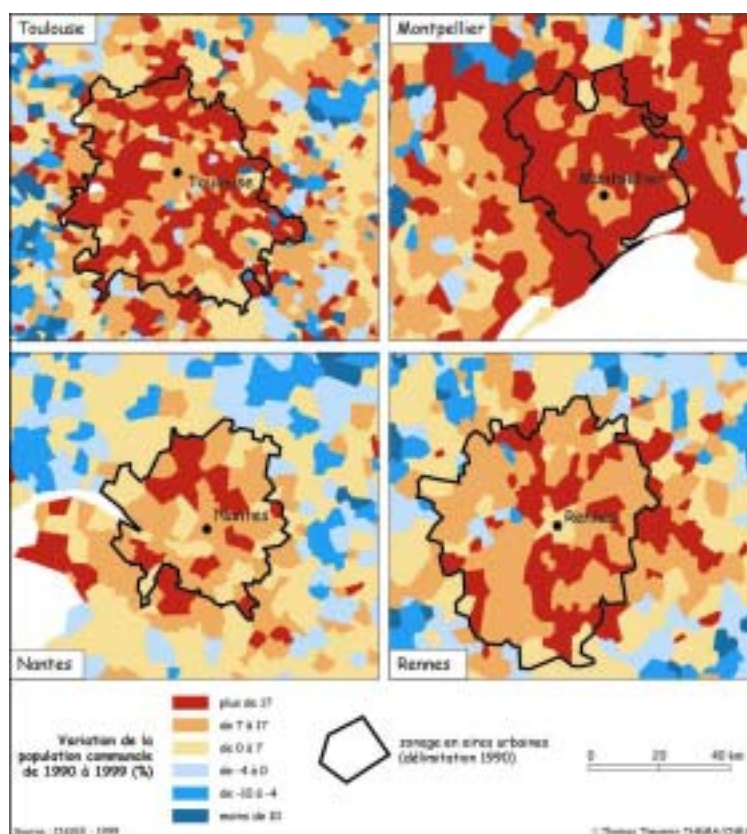 Toulouse
Montpellier
Toulouse
Montpellier
Nantes
Rennes
Nantes
Rennes
Variation de la
population communale
de 1990 à 1999 (%)
plus de 17
de 7 à 17
de 0 à 7
de -4 à 0
de -10 à -4
moins de 10
zonage en aires urbaines
(délimitation 1990)
0 20 40 km
Source : 1999